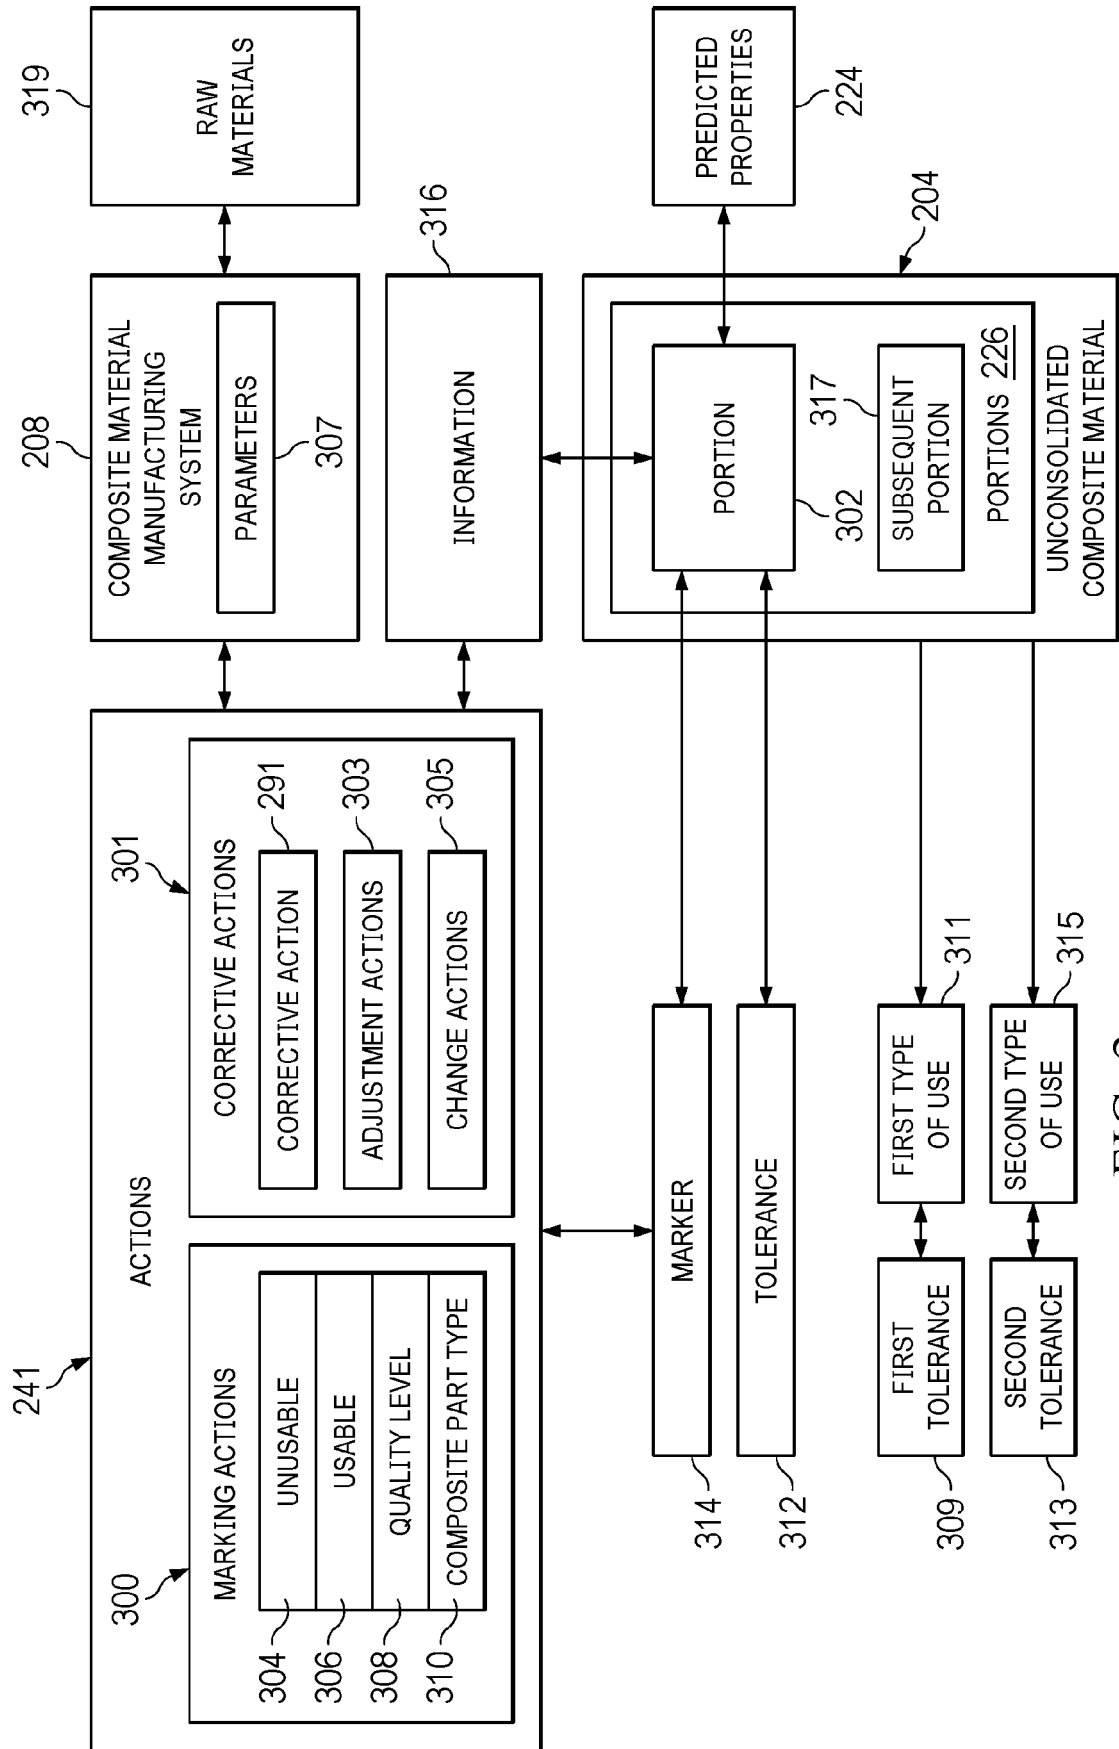 241
ACTIONS
300
MARKING ACTIONS
304
UNUSABLE
306
USABLE
308
QUALITY LEVEL
310
COMPOSITE PART TYPE
301
CORRECTIVE ACTIONS
291
CORRECTIVE ACTION
303
ADJUSTMENT ACTIONS
305
CHANGE ACTIONS
208
COMPOSITE MATERIAL
MANUFACTURING
SYSTEM
PARAMETERS
307
319
RAW
MATERIALS
316
INFORMATION
314
MARKER
312
TOLERANCE
PORTION
302
PREDICTED
PROPERTIES
224
204
317
SUBSEQUENT
PORTION
PORTIONS 226
UNCONSOLIDATED
COMPOSITE MATERIAL
309
FIRST
TOLERANCE
FIRST TYPE
OF USE
311
313
SECOND
TOLERANCE
SECOND TYPE
OF USE
315
FIG.